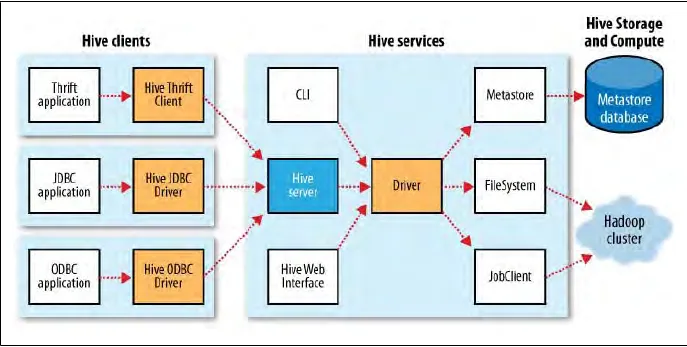 Hive clients
Hive services
Hive Storage
and Compute
Thrift
application
Hive Thrift
Client
CLI
Metastore
Metastore
database
JDBC
application
Hive JDBC
Driver
Hive
server
Driver
FileSystem
Hadoop
cluster
ODBC
application
Hive ODBC
Driver
Hive Web
Interface
JobClient